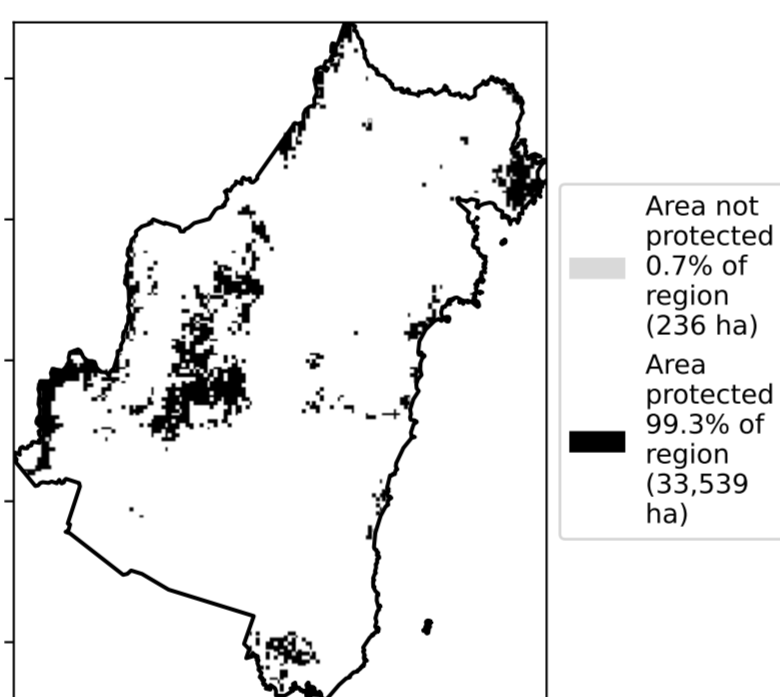 Area not
protected
0.7% of
region
(236 ha)
Area
protected
99.3% of
region
(33,539
ha)